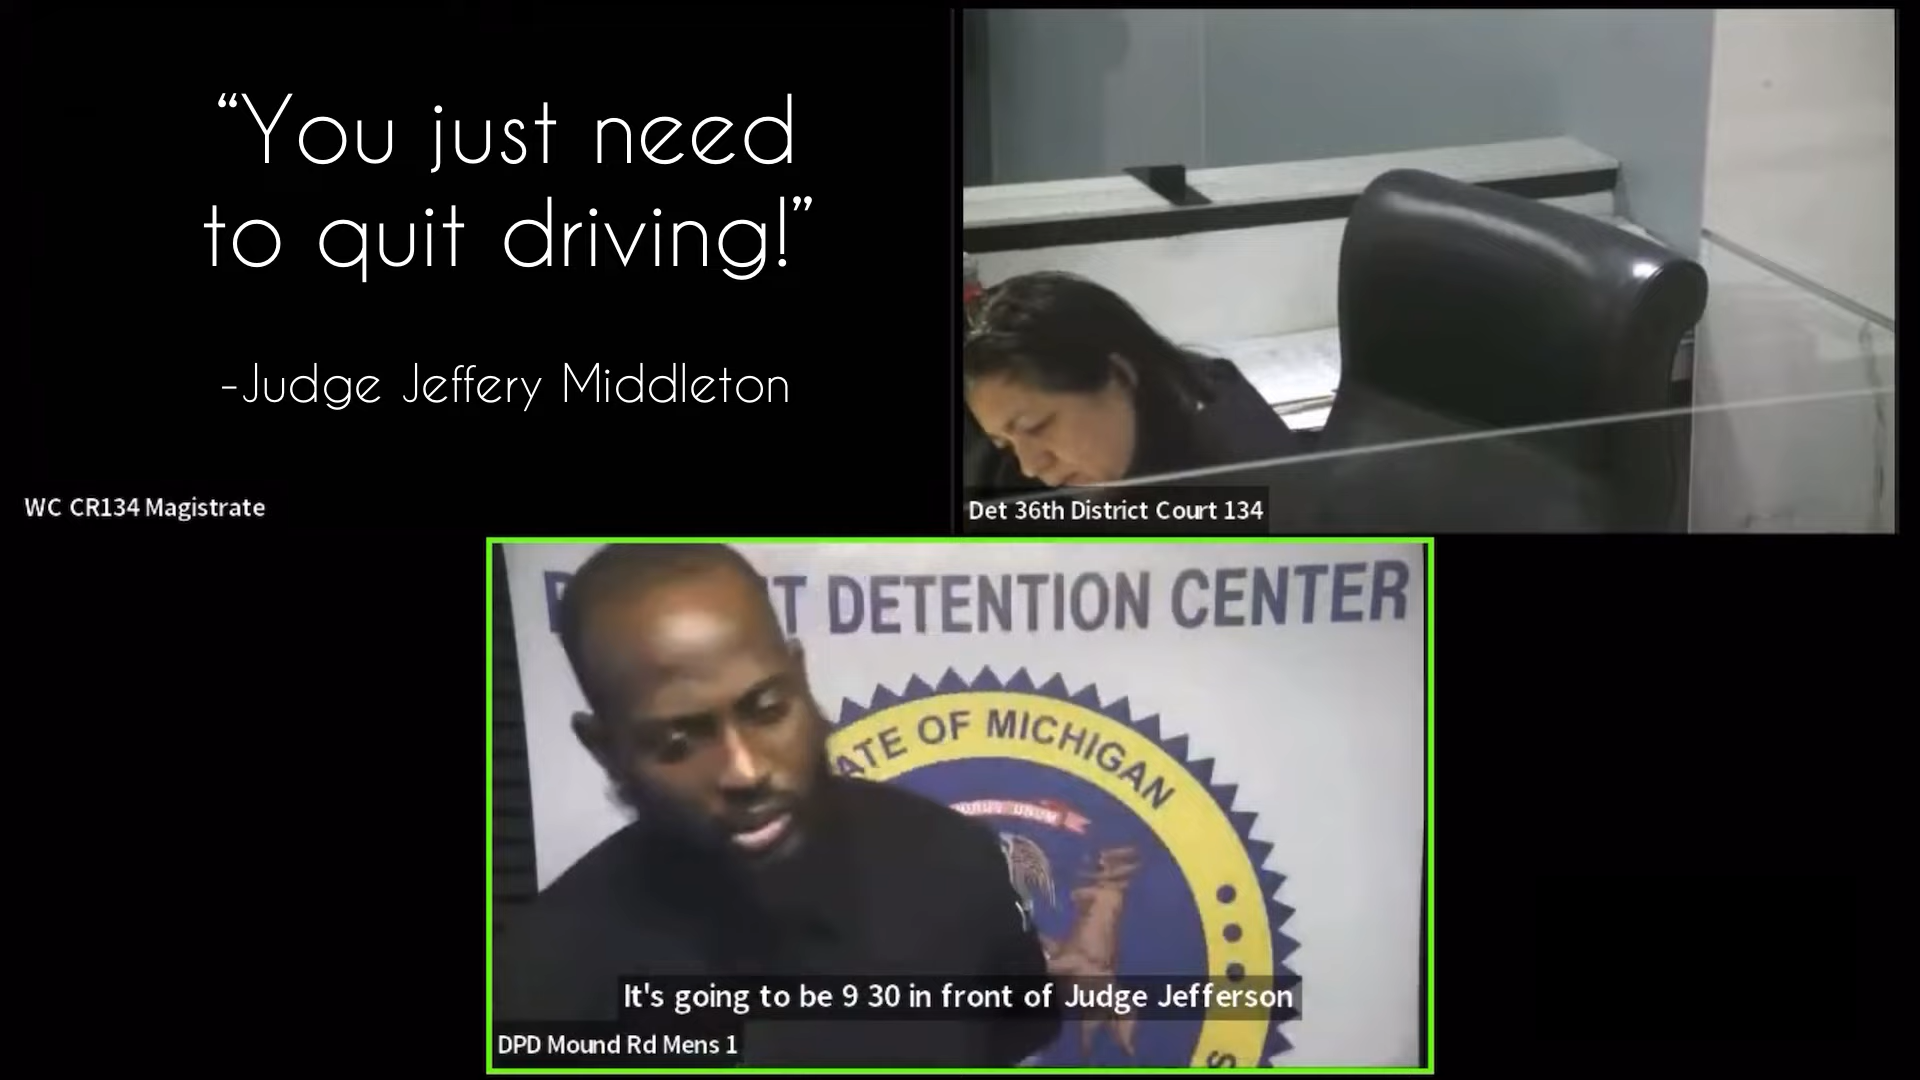 “You just need
to quit driving!”
-Judge Jeffery Middleton
WC CR134 Magistrate
Det 36th District Court 134
T DETENTION CENTER
ATE OF MICHIGAN
It's going to be 9 30 in front of Judge Jefferson
DPD Mound Rd Mens 1